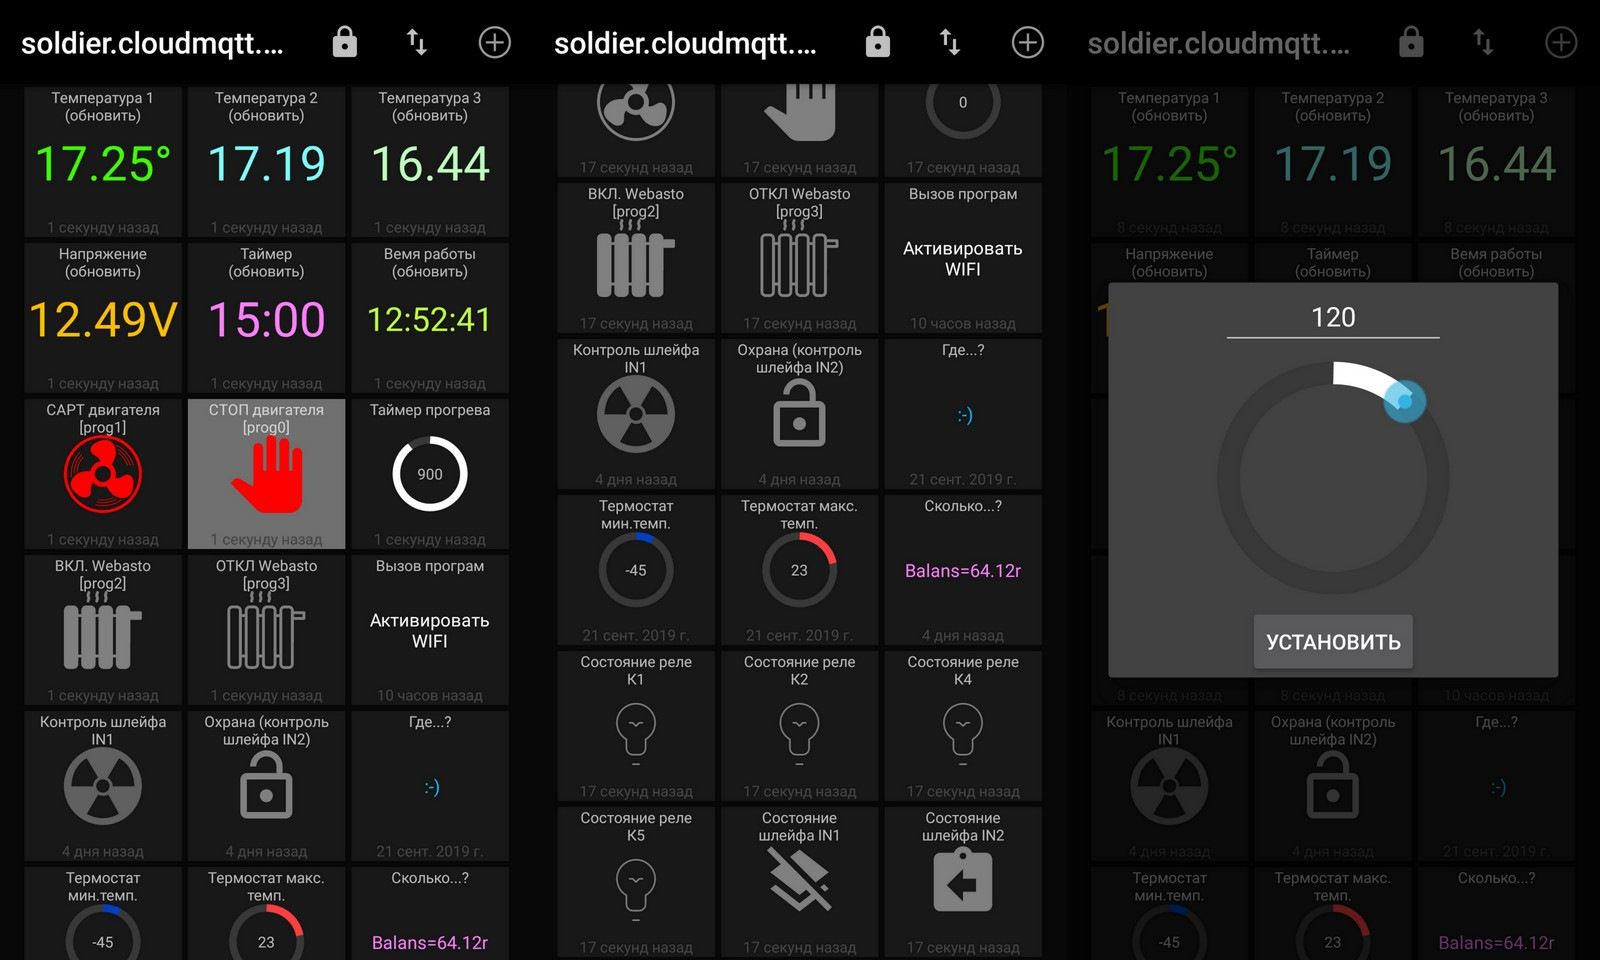 soldier.cloudmqtt....
Температура 1
(обновить)
17.25°
1 секунду назад
Температура 2
(обновить)
17.19
1 секунду назад
Температура 3
(обновить)
16.44
1 секунду назад
Напряжение
(обновить)
12.49V
1 секунду назад
Таймер
(обновить)
15:00
1 секунду назад
Вемя работы
(обновить)
12:52:41
1 секунду назад
САРТ двигателя
[prog1]
1 секунду назад
СТОП двигателя
[prog0]
1 секунду назад
Таймер прогрева
900
1 секунду назад
ВКЛ. Webasto
[prog2]
1 секунду назад
ОТКЛ Webasto
[prog3]
1 секунду назад
Вызов програм
Активировать
WIFI
10 часов назад
Контроль шлейфа
IN1
4 дня назад
Охрана (контроль
шлейфа IN2)
4 дня назад
Где...?
:-)
21 сент. 2019 г.
Термостат
мин.темп.
-45
Термостат макс.
темп.
23
Сколько...?
Balans=64.12r
soldier.cloudmqtt....
17 секунд назад
17 секунд назад
0
17 секунд назад
ВКЛ. Webasto
[prog2]
17 секунд назад
ОТКЛ Webasto
[prog3]
17 секунд назад
Вызов програм
Активировать
WIFI
10 часов назад
Контроль шлейфа
IN1
4 дня назад
Охрана (контроль
шлейфа IN2)
4 дня назад
Где...?
:-)
21 сент. 2019 г.
Термостат
мин.темп.
-45
21 сент. 2019 г.
Термостат макс.
темп.
23
21 сент. 2019 г.
Сколько...?
Balans=64.12r
4 дня назад
Состояние реле
K1
17 секунд назад
Состояние реле
K2
17 секунд назад
Состояние реле
K4
17 секунд назад
Состояние реле
K5
17 секунд назад
Состояние
шлейфа IN1
17 секунд назад
Состояние
шлейфа IN2
17 секунд назад
soldier.cloudmqtt....
Температура 1
(обновить)
17.25°
8 секунд назад
Температура 2
(обновить)
17.19
8 секунд назад
Температура 3
(обновить)
16.44
8 секунд назад
Напряжение
(обновить)
Таймер
(обновить)
Вемя работы
(обновить)
1
120
УСТАНОВИТЬ
8 секунд назад
8 секунд назад
10 часов назад
Контроль шлейфа
IN1
4 дня назад
Охрана (контроль
шлейфа IN2)
4 дня назад
Где...?
:-)
21 сент. 2019 г.
Термостат
мин.темп.
-45
Термостат макс.
темп.
23
Сколько...?
Balans=64.12r